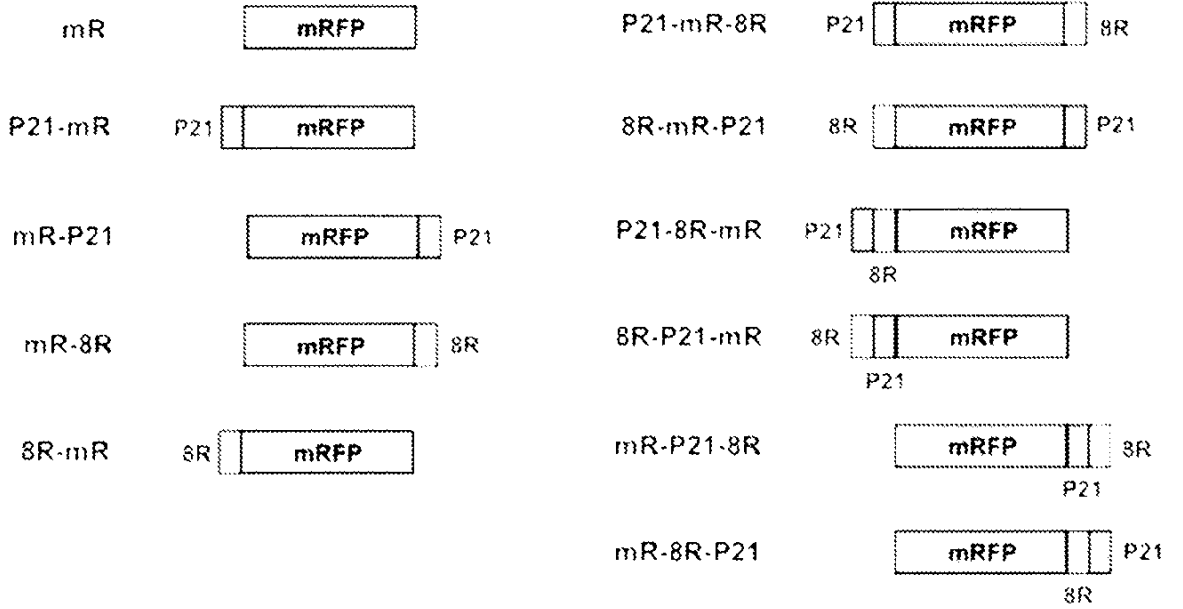 mR mRFP
P21-mR P21 mRFP
mR-P21 mRFP P21
mR-8R mRFP 8R
8R-mR 8R mRFP
P21-mR-8R P21 mRFP 8R
8R-mR-P21 8R mRFP P21
P21-8R-mR P21 mRFP
8R
8R-P21-mR 8R mRFP
P21
mR-P21-8R mRFP 8R
P21
mR-8R-P21 mRFP P21
8R